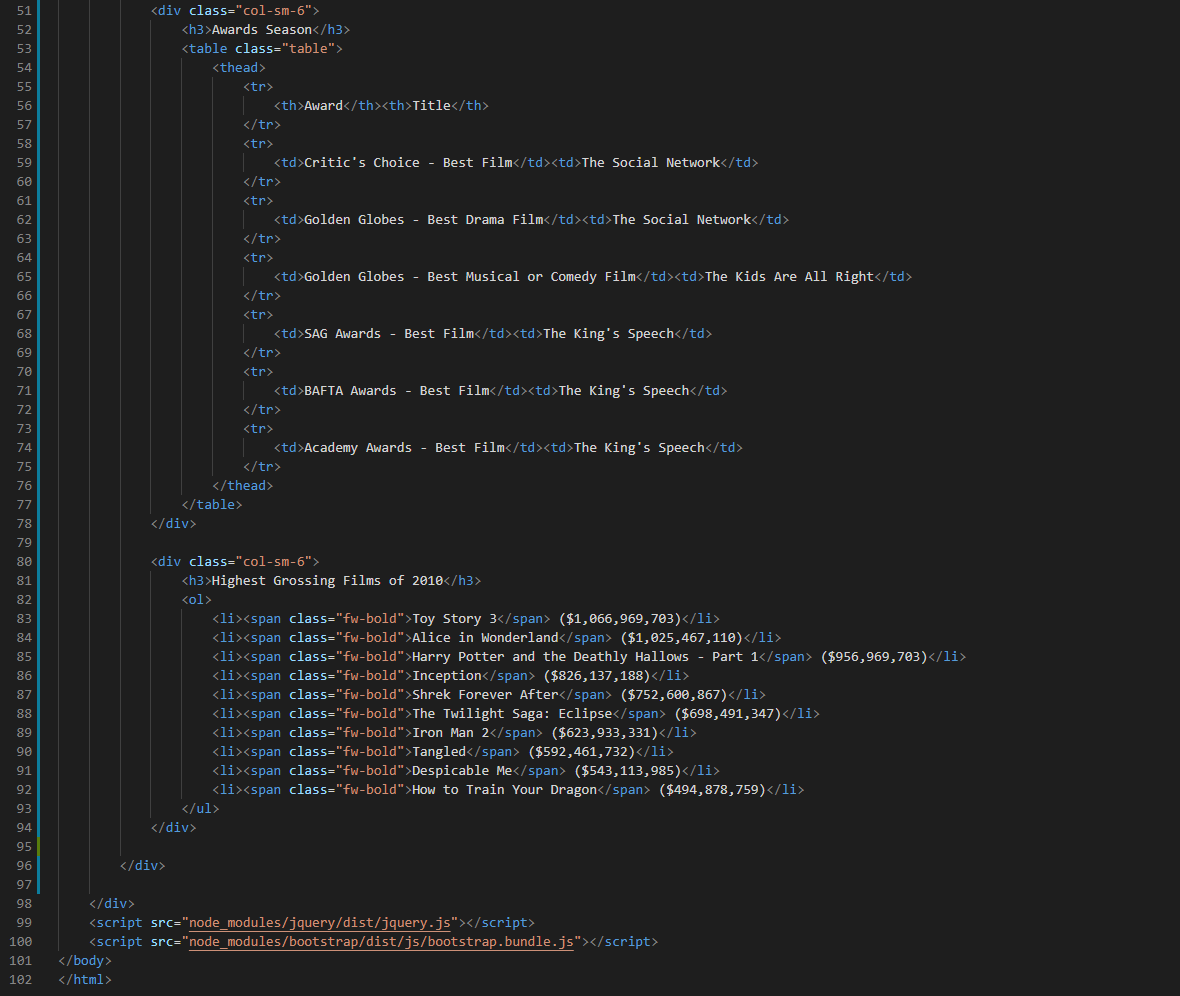 51 <div class="col-sm-6">
52 <h3>Awards Season</h3>
53 <table class="table">
54 <thead>
55 <tr>
56 <th>Award</th><th>Title</th>
57 </tr>
58 <tr>
59 <td>Critic's Choice - Best Film</td><td>The Social Network</td>
60 </tr>
61 <tr>
62 <td>Golden Globes - Best Drama Film</td><td>The Social Network</td>
63 </tr>
64 <tr>
65 <td>Golden Globes - Best Musical or Comedy Film</td><td>The Kids Are All Right</td>
66 </tr>
67 <tr>
68 <td>SAG Awards - Best Film</td><td>The King's Speech</td>
69 </tr>
70 <tr>
71 <td>BAFTA Awards - Best Film</td><td>The King's Speech</td>
72 </tr>
73 <tr>
74 <td>Academy Awards - Best Film</td><td>The King's Speech</td>
75 </tr>
76 </thead>
77 </table>
78 </div>
79
80 <div class="col-sm-6">
81 <h3>Highest Grossing Films of 2010</h3>
82 <ol>
83 <li><span class="fw-bold">Toy Story 3</span> ($1,066,969,703)</li>
84 <li><span class="fw-bold">Alice in Wonderland</span> ($1,025,467,110)</li>
85 <li><span class="fw-bold">Harry Potter and the Deathly Hallows - Part 1</span> ($956,969,703)</li>
86 <li><span class="fw-bold">Inception</span> ($826,137,188)</li>
87 <li><span class="fw-bold">Shrek Forever After</span> ($752,600,867)</li>
88 <li><span class="fw-bold">The Twilight Saga: Eclipse</span> ($698,491,347)</li>
89 <li><span class="fw-bold">Iron Man 2</span> ($623,933,331)</li>
90 <li><span class="fw-bold">Tangled</span> ($592,461,732)</li>
91 <li><span class="fw-bold">Despicable Me</span> ($543,113,985)</li>
92 <li><span class="fw-bold">How to Train Your Dragon</span> ($494,878,759)</li>
93 </ul>
94 </div>
95
96 </div>
97
98 </div>
99 <script src="node_modules/jquery/dist/jquery.js"></script>
100 <script src="node_modules/bootstrap/dist/js/bootstrap.bundle.js"></script>
101 </body>
102 </html>